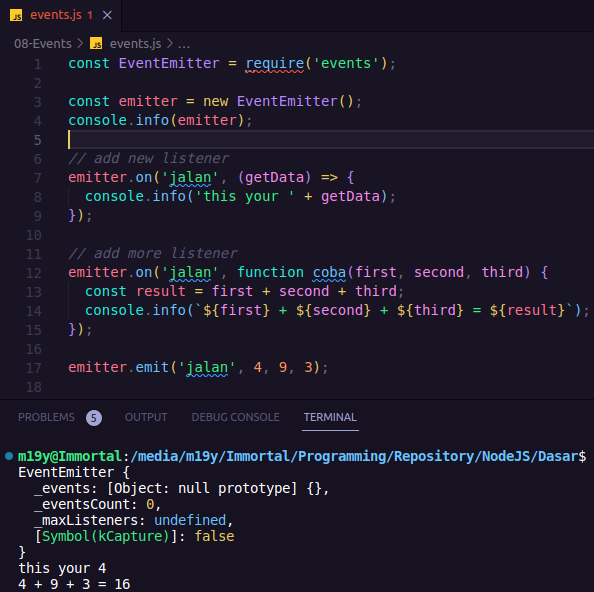 JS events.js 1 ×
08-Events > JS events.js > ...
1 const EventEmitter = require('events');
2
3 const emitter = new EventEmitter();
4 console.info(emitter);
5
6 // add new listener
7 emitter.on('jalan', (getData) => {
8   console.info('this your ' + getData);
9 });
10
11 // add more listener
12 emitter.on('jalan', function coba(first, second, third) {
13   const result = first + second + third;
14   console.info(`${first} + ${second} + ${third} = ${result}`);
15 });
16
17 emitter.emit('jalan', 4, 9, 3);
18
PROBLEMS 5 OUTPUT DEBUG CONSOLE TERMINAL
m19y@Immortal:/media/m19y/Immortal/Programming/Repository/NodeJS/Dasar$
EventEmitter {
  _events: [Object: null prototype] {},
  _eventsCount: 0,
  _maxListeners: undefined,
  [Symbol(kCapture)]: false
}
this your 4
4 + 9 + 3 = 16